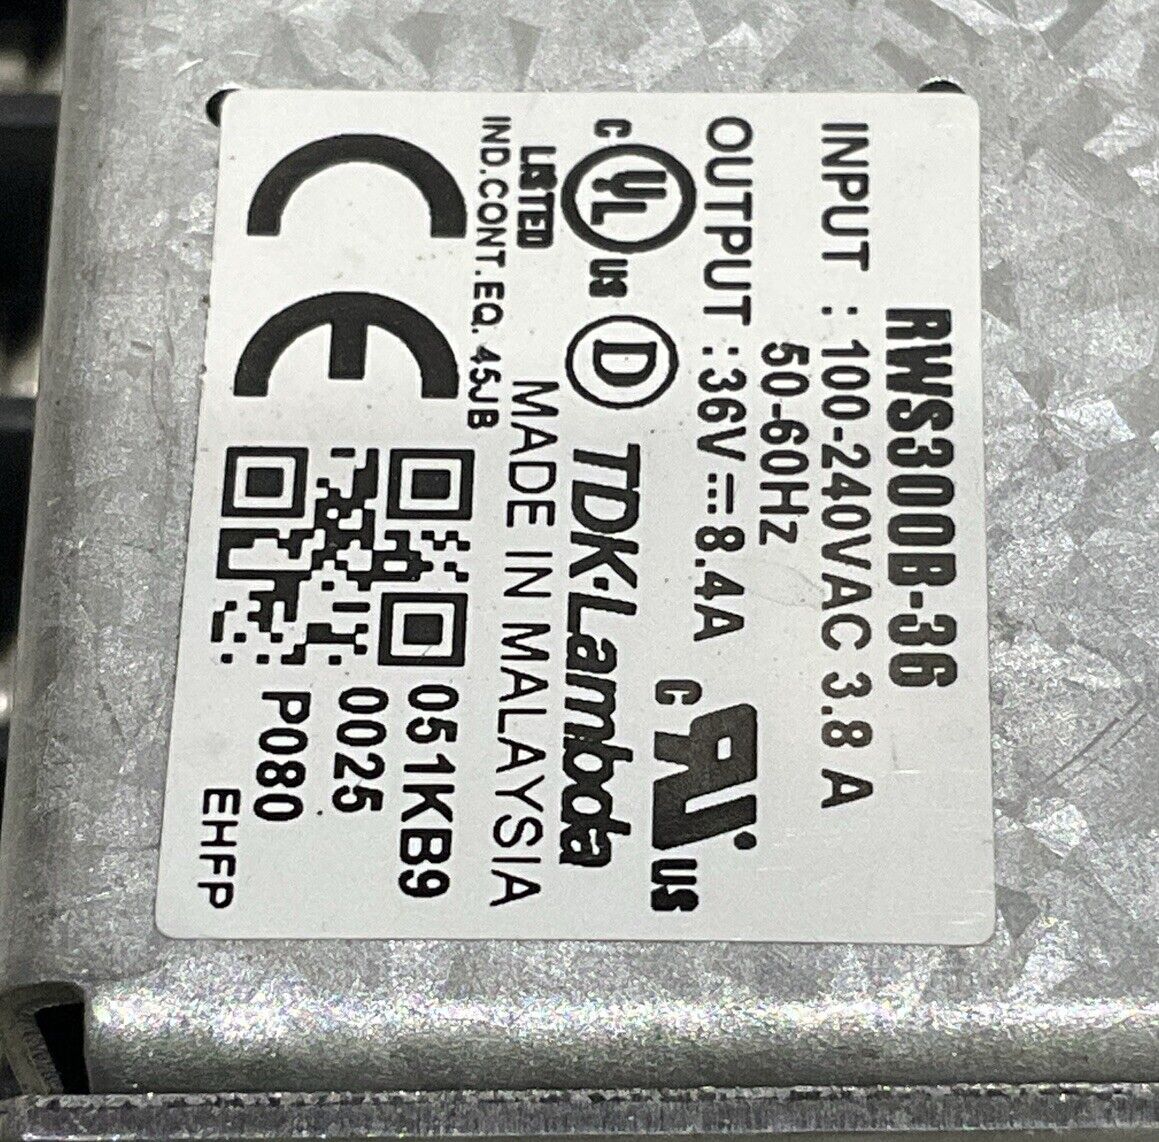 RWS300B-36
INPUT : 100-240VAC 3.8 A
50-60Hz
OUTPUT : 36V⎓8.4A
C UL US
LISTED
IND.CONT.EQ. 45JB
D
TDK·Lambda
C RU US
MADE IN MALAYSIA
CE
051KB9
0025
P080
EHFP